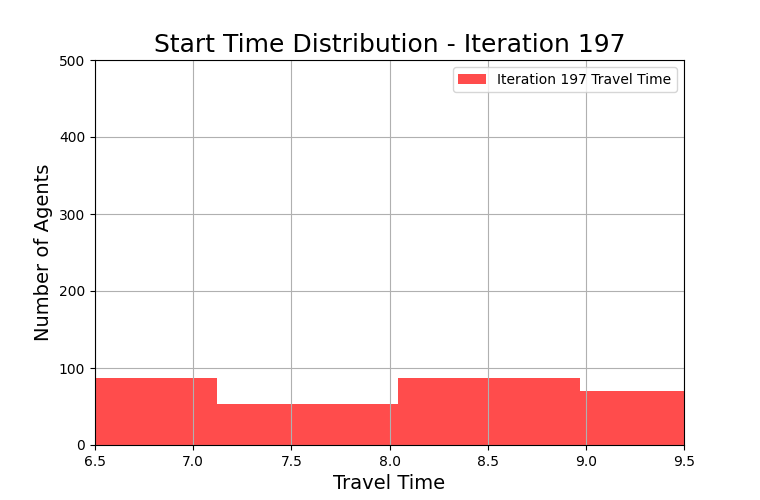 Start Time Distribution - Iteration 197
Iteration 197 Travel Time
Number of Agents
500
400
300
200
100
0
6.5 7.0 7.5 8.0 8.5 9.0 9.5
Travel Time